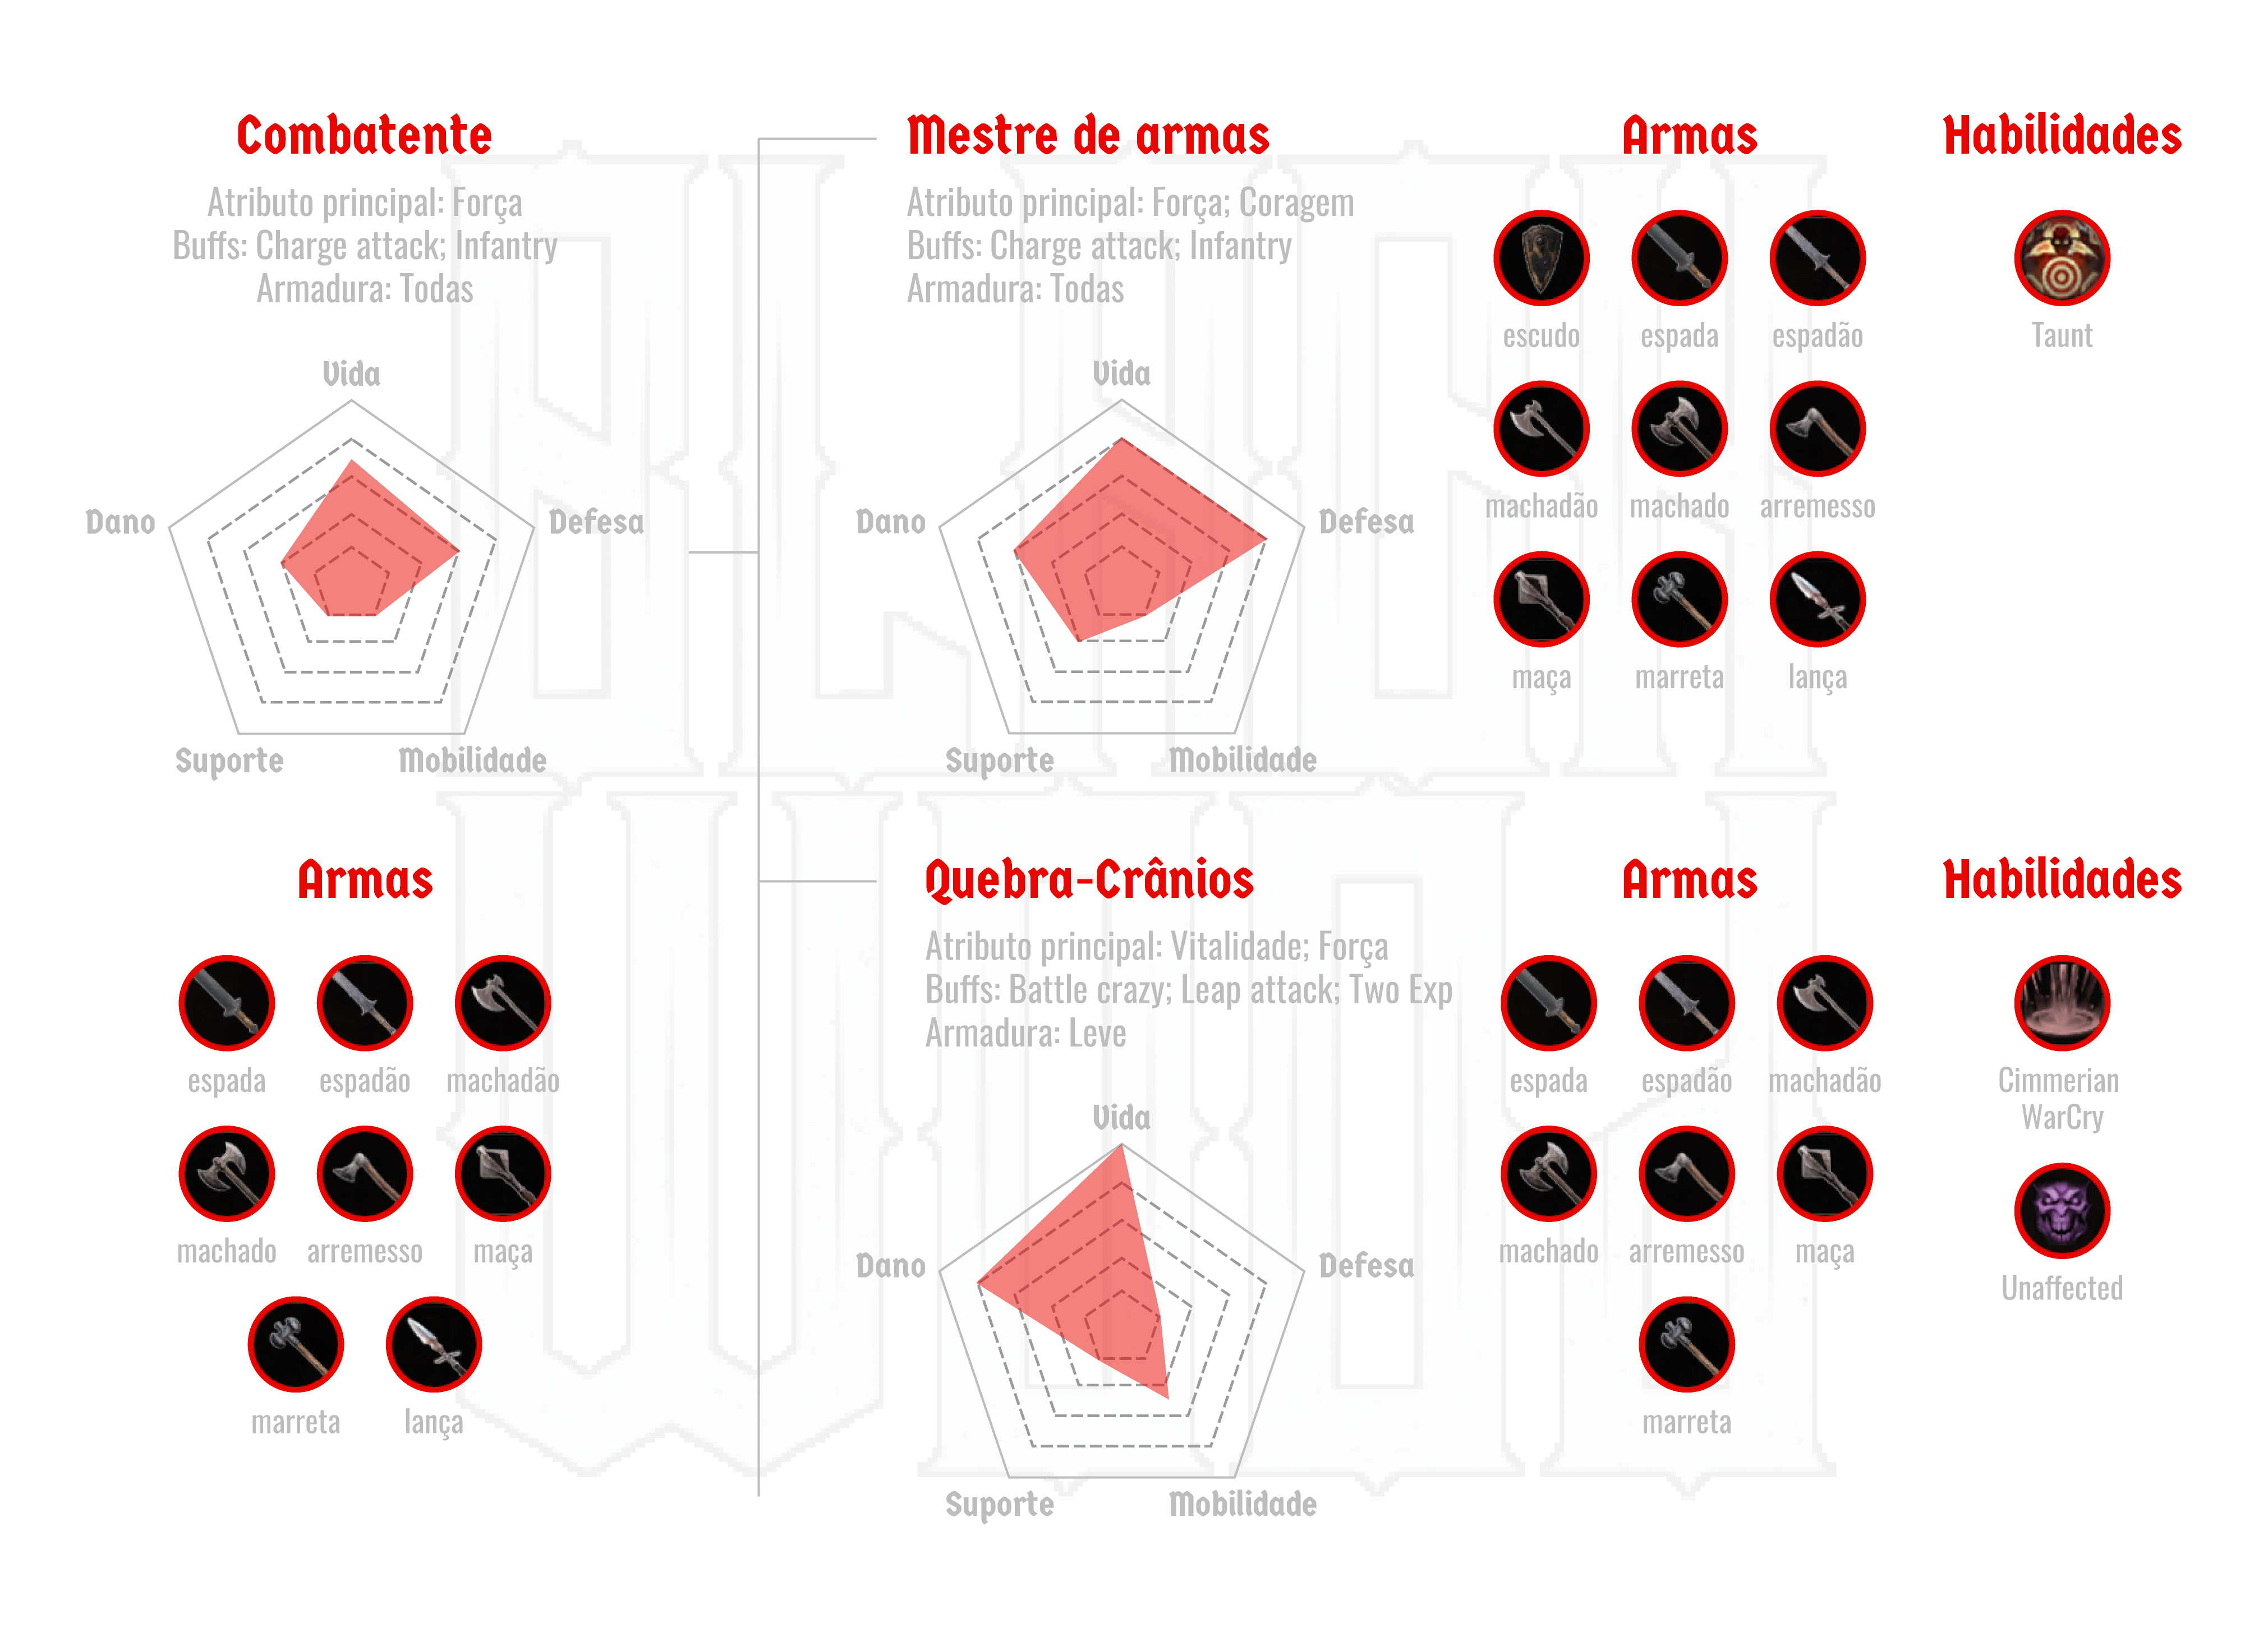 Combatente
Atributo principal: Força
Buffs: Charge attack; Infantry
Armadura: Todas
Vida
Dano
Defesa
Suporte
Mobilidade
Armas
espada
espadão
machadão
machado
arremesso
maça
marreta
lança
Mestre de armas
Atributo principal: Força; Coragem
Buffs: Charge attack; Infantry
Armadura: Todas
Vida
Dano
Defesa
Suporte
Mobilidade
Armas
escudo
espada
espadão
machadão
machado
arremesso
maça
marreta
lança
Habilidades
Taunt
Quebra-Crânios
Atributo principal: Vitalidade; Força
Buffs: Battle crazy; Leap attack; Two Exp
Armadura: Leve
Vida
Dano
Defesa
Suporte
Mobilidade
Armas
espada
espadão
machadão
machado
arremesso
maça
marreta
Habilidades
Cimmerian
WarCry
Unaffected